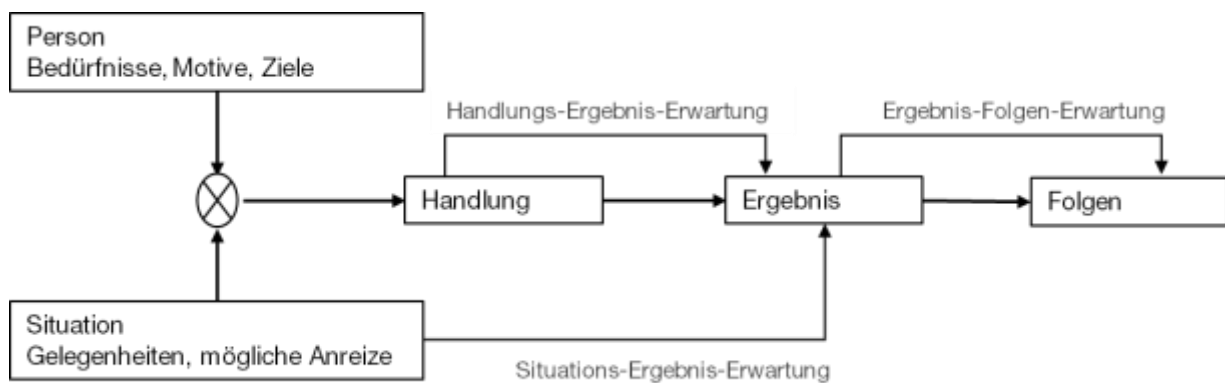 Person
Bedürfnisse, Motive, Ziele
Handlungs-Ergebnis-Erwartung
Ergebnis-Folgen-Erwartung
Handlung
Ergebnis
Folgen
Situation
Gelegenheiten, mögliche Anreize
Situations-Ergebnis-Erwartung